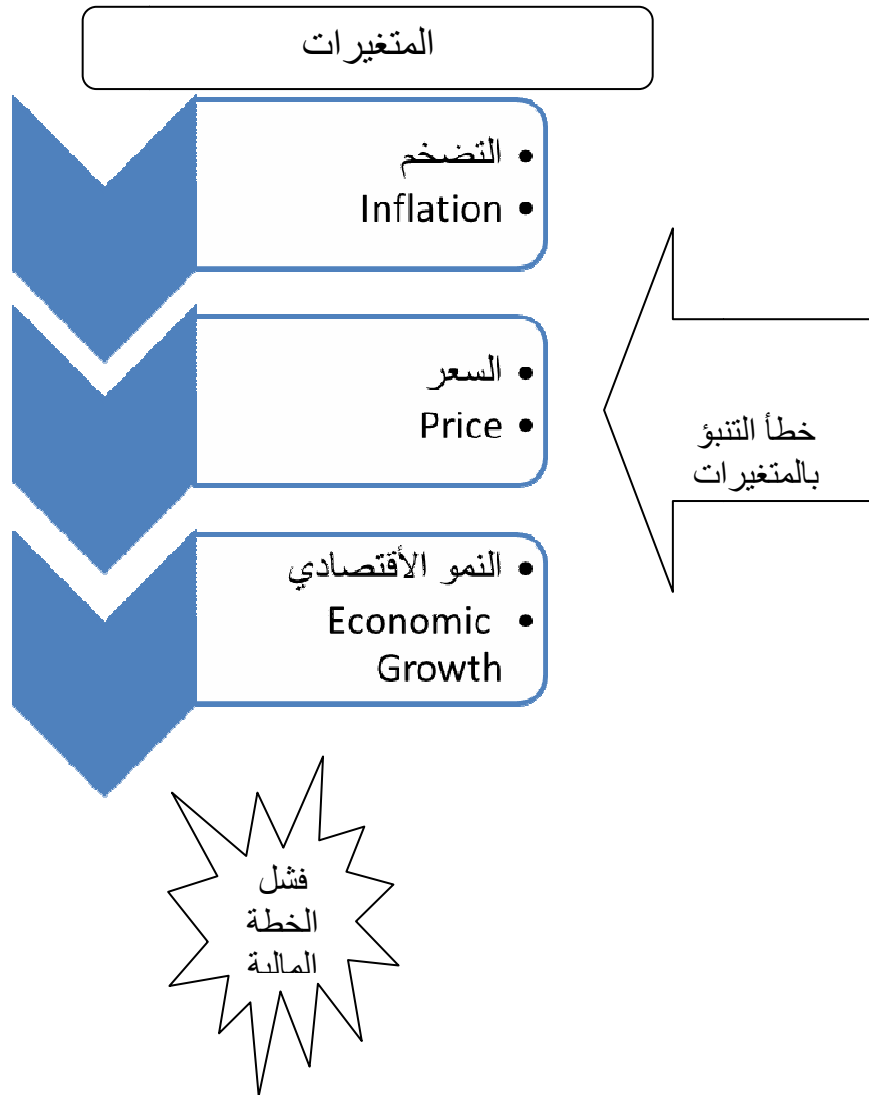 المتغيرات
• التضخم
• Inflation
• السعر
• Price
• النمو الأقتصادي
• Economic
Growth
خطأ التنبؤ
بالمتغيرات
فشل
الخطة
المالية